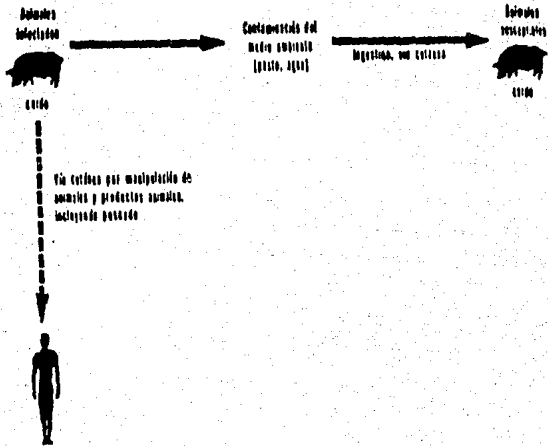 Animales
infectados
cerdo
Contaminación del
medio ambiente
(pasto, agua)
Ingestión, vía cutánea
Animales
susceptibles
cerdo
Vía cutánea por manipulación de
animales y productos animales,
incluyendo pescado